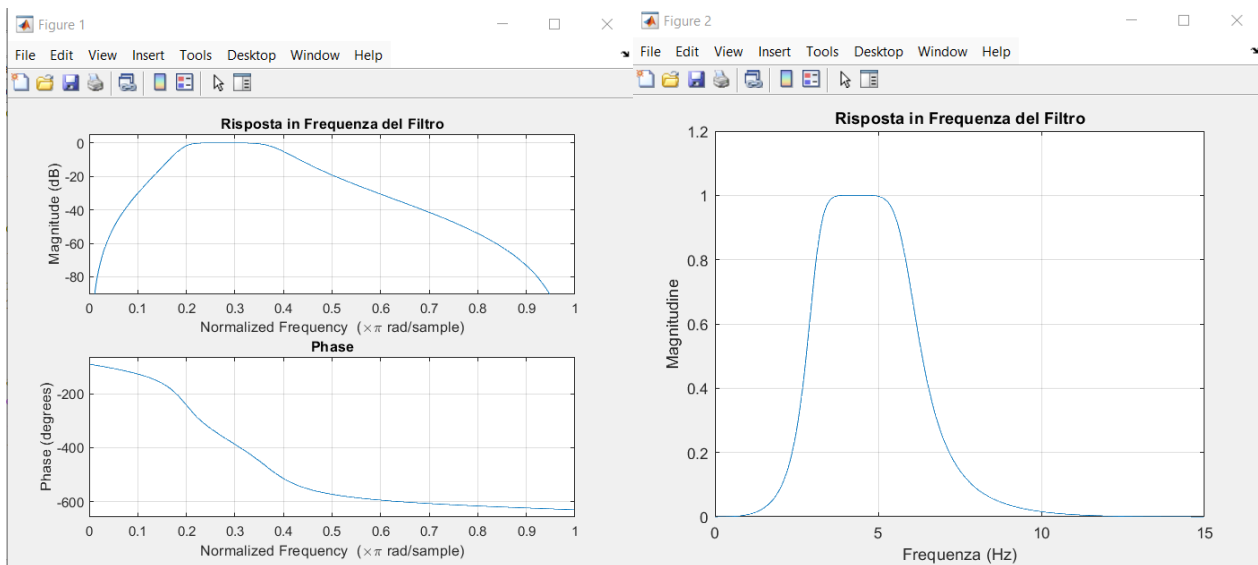 Figure 1
File Edit View Insert Tools Desktop Window Help
Risposta in Frequenza del Filtro
0
-20
-40
-60
-80
Magnitude (dB)
0 0.1 0.2 0.3 0.4 0.5 0.6 0.7 0.8 0.9 1
Normalized Frequency (×π rad/sample)
Phase
-200
-400
-600
Phase (degrees)
0 0.1 0.2 0.3 0.4 0.5 0.6 0.7 0.8 0.9 1
Normalized Frequency (×π rad/sample)
Figure 2
File Edit View Insert Tools Desktop Window Help
Risposta in Frequenza del Filtro
1.2
1
0.8
0.6
0.4
0.2
0
Magnitudine
0 5 10 15
Frequenza (Hz)